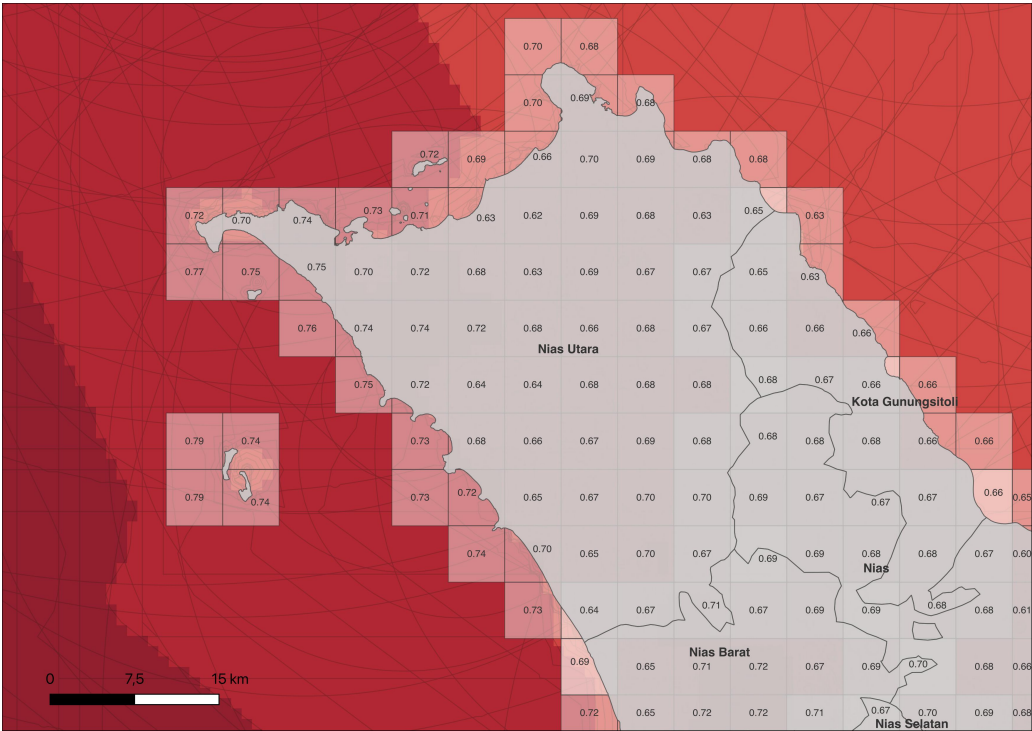 0.70 0.68
0.70 0.69 0.68
0.72 0.69 0.66 0.70 0.69 0.68 0.68
0.72 0.70 0.74 0.73 0.71 0.63 0.62 0.69 0.68 0.63 0.65 0.63
0.77 0.75 0.75 0.70 0.72 0.68 0.63 0.69 0.67 0.67 0.65 0.63
0.76 0.74 0.74 0.72 0.68 0.66 0.68 0.67 0.66 0.66 0.66
Nias Utara
0.75 0.72 0.64 0.64 0.68 0.68 0.68 0.68 0.67 0.66 0.66
Kota Gunungsitoli
0.79 0.74 0.73 0.68 0.66 0.67 0.69 0.68 0.68 0.68 0.68 0.66 0.66
0.79 0.74 0.73 0.72 0.65 0.67 0.70 0.70 0.69 0.67 0.67 0.67 0.66 0.65
0.74 0.70 0.65 0.70 0.67 0.69 0.69 0.68 0.68 0.67 0.60
Nias
0.73 0.64 0.67 0.71 0.67 0.69 0.69 0.68 0.68 0.61
Nias Barat
0.69 0.65 0.71 0.72 0.67 0.69 0.70 0.68 0.66
0 7,5 15 km
0.72 0.65 0.72 0.72 0.71 0.67 0.70 0.69 0.68
Nias Selatan